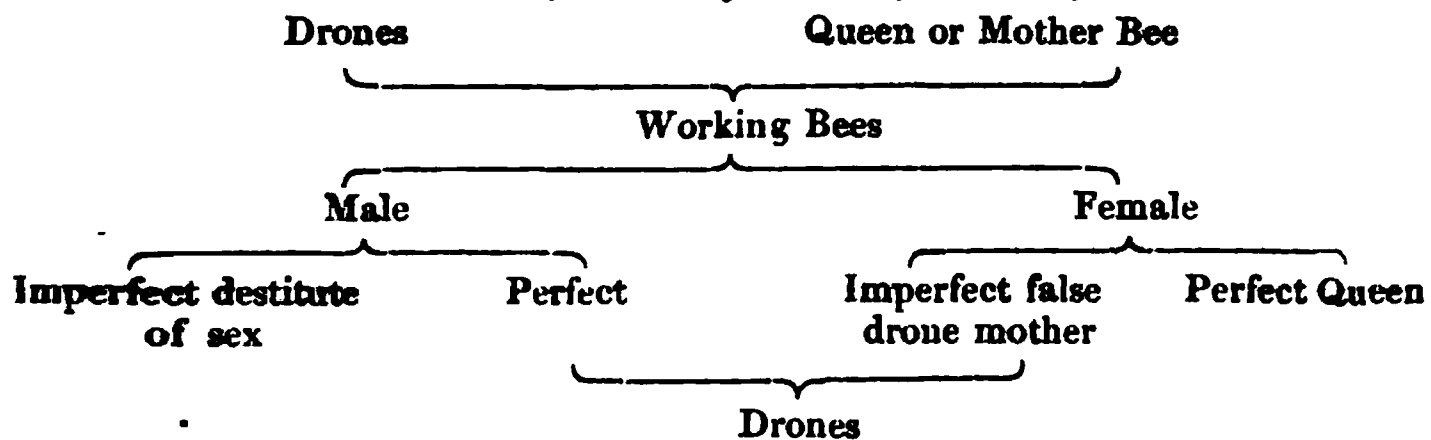 Drones Queen or Mother Bee
Working Bees
Male Female
Imperfect destitute Perfect Imperfect false Perfect Queen
of sex droue mother
Drones